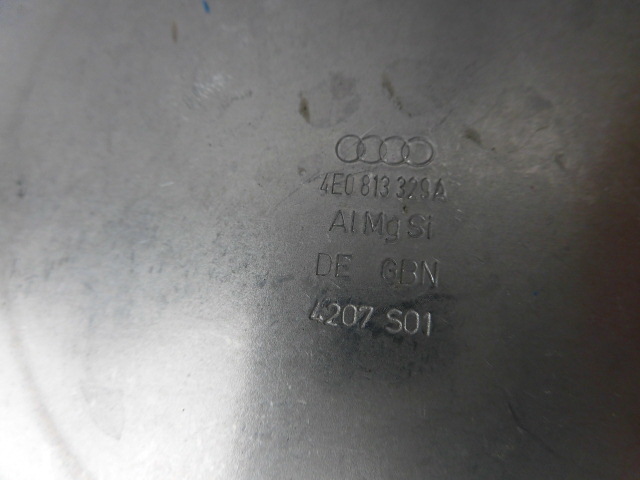 4E0 813 329 A
AlMgSi
DE GBN
4207 S01